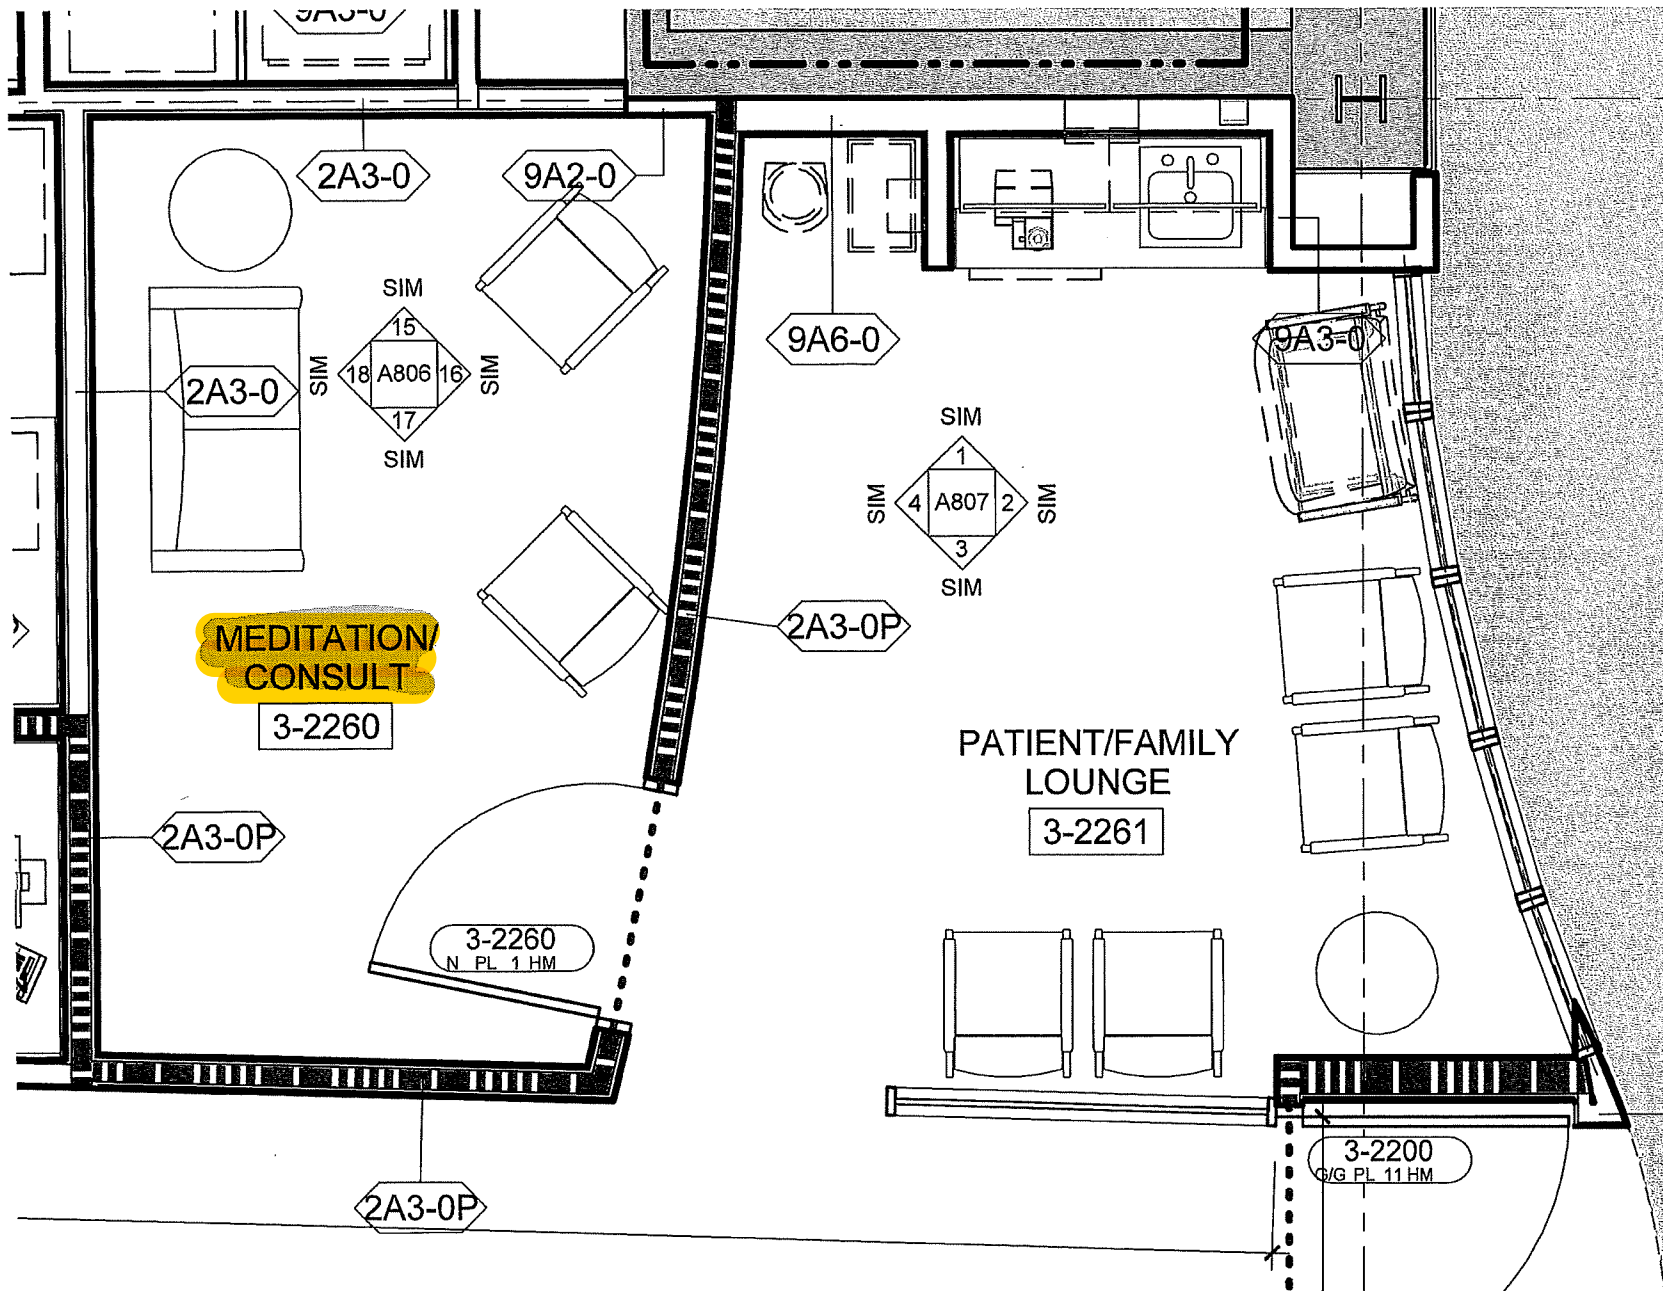 9A3-0
2A3-0
9A2-0
SIM
15
SIM
18
A806
16
SIM
17
SIM
2A3-0
9A6-0
9A3-0
SIM
1
SIM
4
A807
2
SIM
3
SIM
MEDITATION/
CONSULT
3-2260
2A3-0P
PATIENT/FAMILY
LOUNGE
3-2261
2A3-0P
3-2260
N PL 1 HM
3-2200
G/G PL 11 HM
2A3-0P